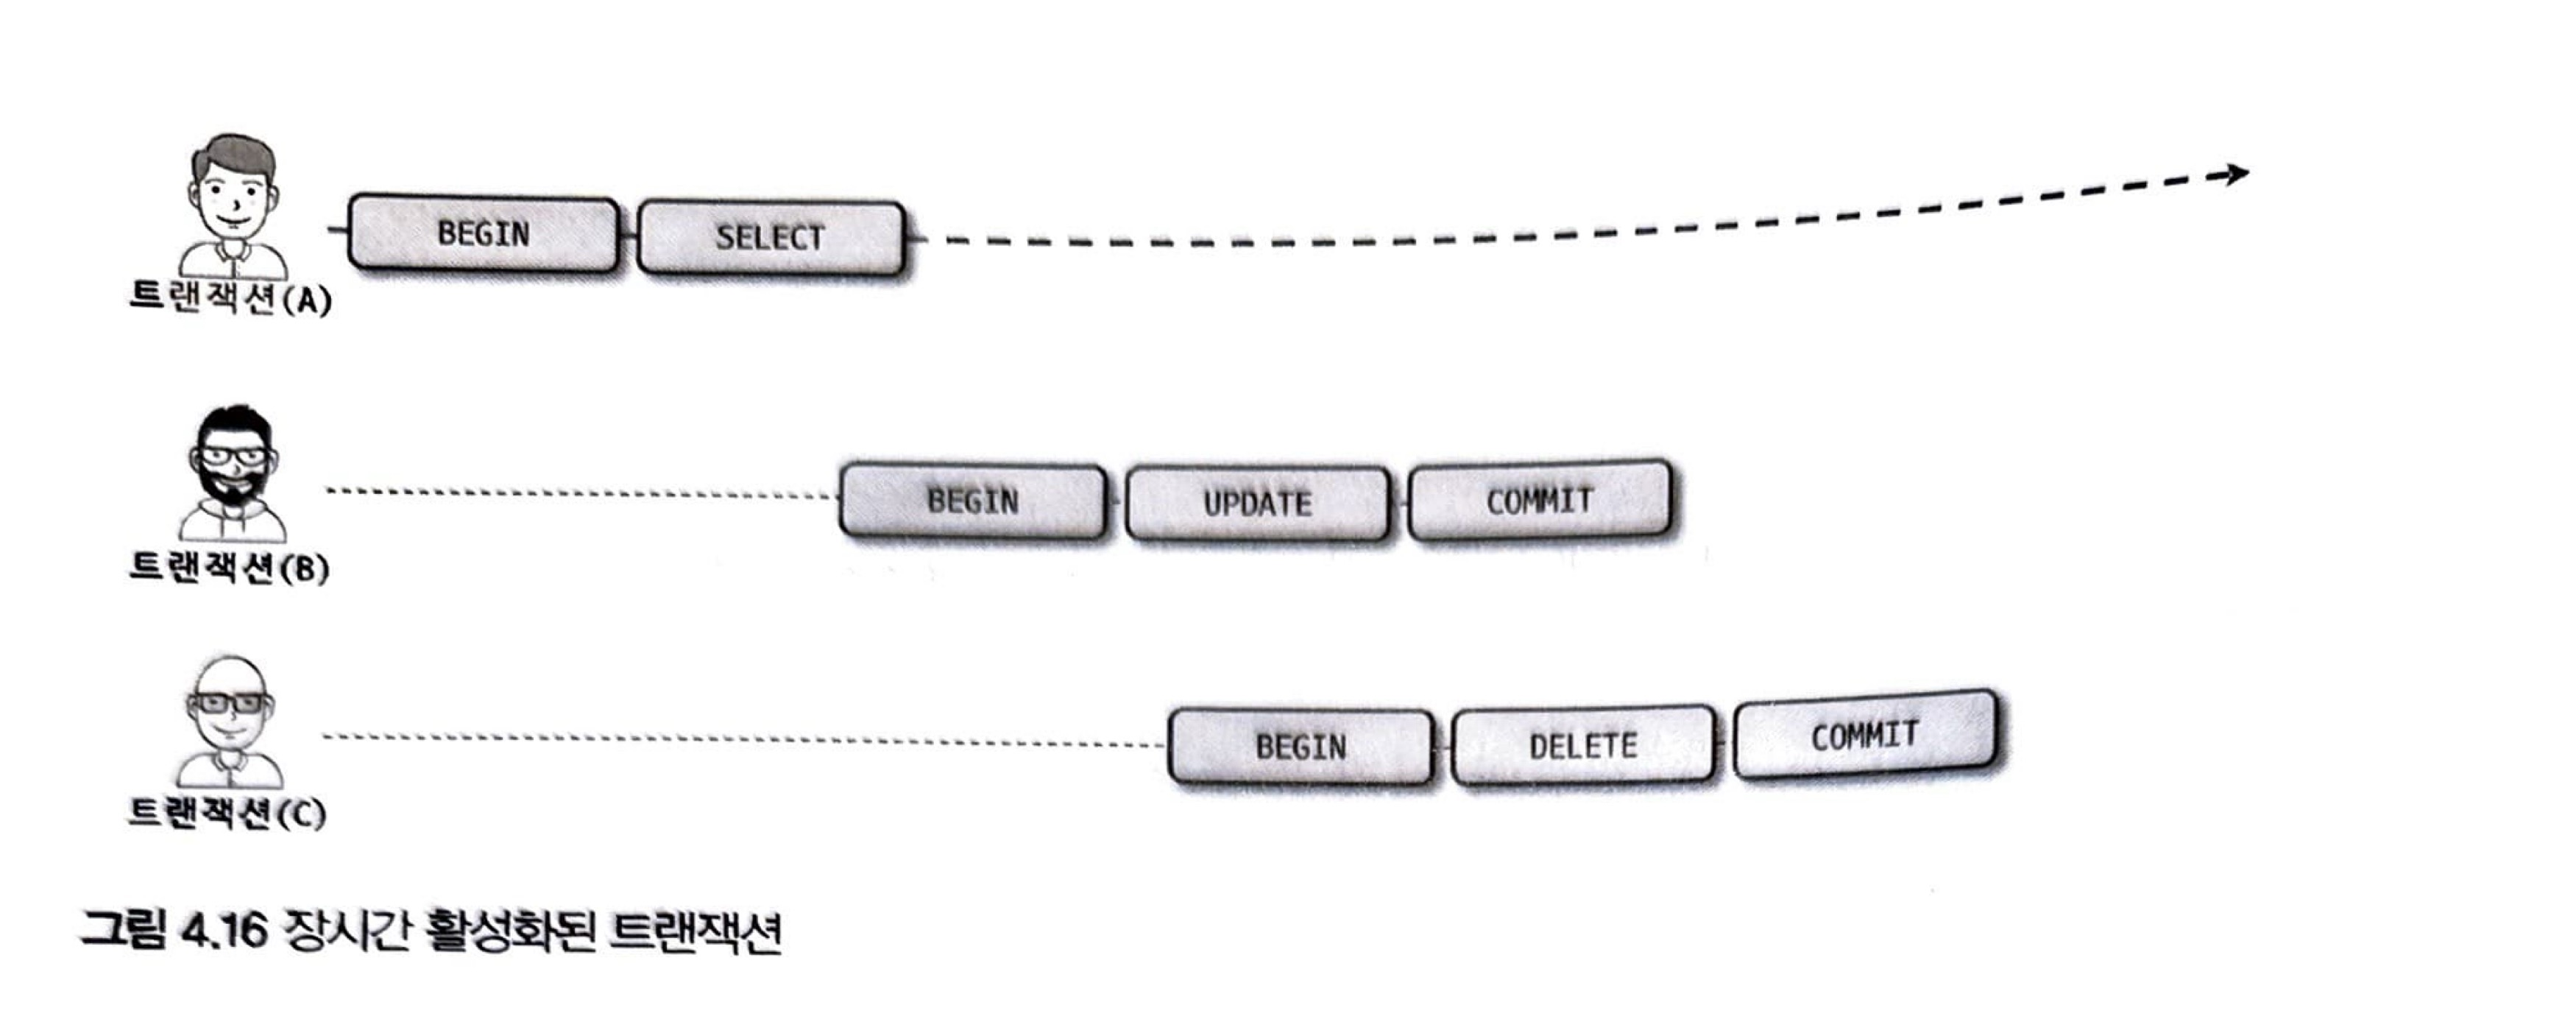 BEGIN SELECT
트랜잭션(A)
BEGIN UPDATE COMMIT
트랜잭션(B)
BEGIN DELETE COMMIT
트랜잭션(C)
그림 4.16 장시간 활성화된 트랜잭션